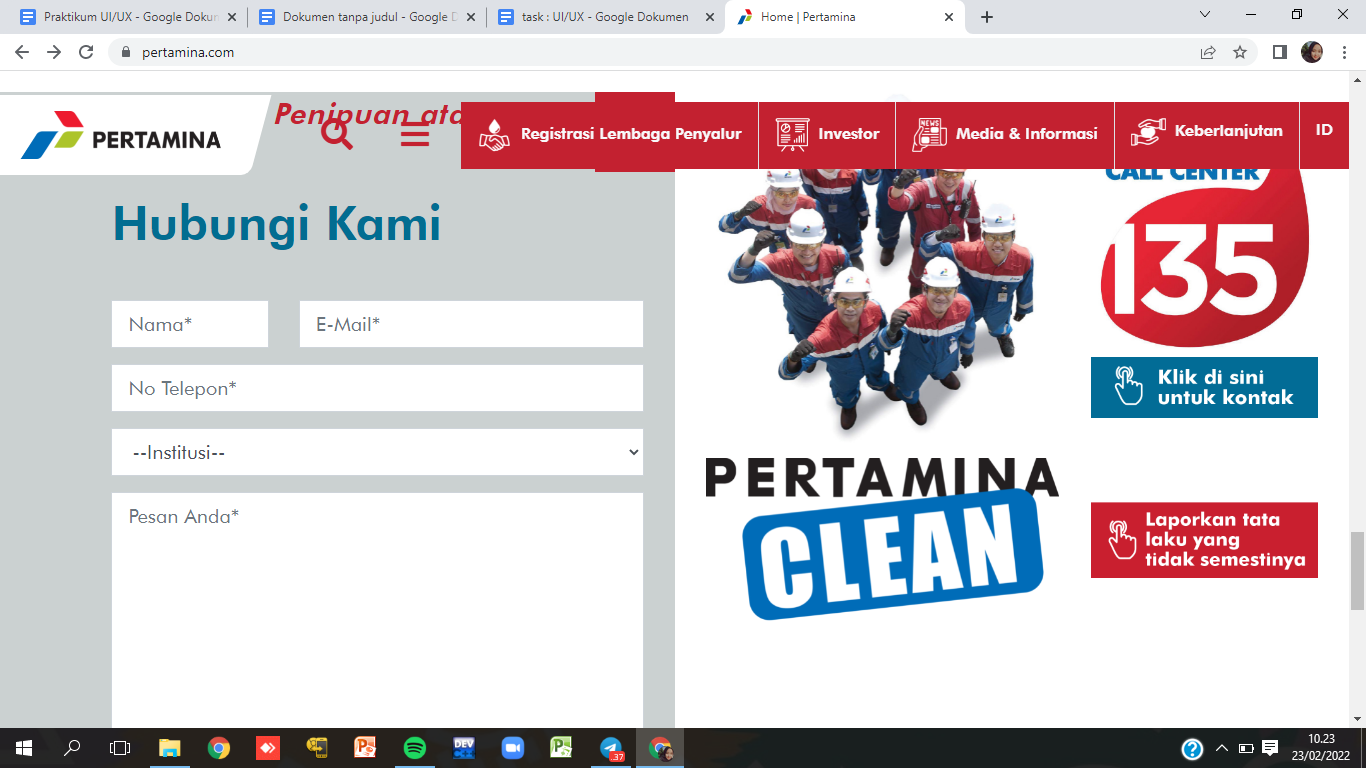 Praktikum UI/UX - Google Dokun
Dokumen tanpa judul - Google D
task : UI/UX - Google Dokumen
Home | Pertamina
pertamina.com
PERTAMINA
Penipuan ata
Registrasi Lembaga Penyalur
Investor
NEWS
Media & Informasi
Keberlanjutan
ID
Hubungi Kami
Nama*
E-Mail*
No Telepon*
--Institusi--
Pesan Anda*
CALL CENTER
135
Klik di sini
untuk kontak
PERTAMINA
CLEAN
Laporkan tata
laku yang
tidak semestinya
DEV
C++
37
10.23
23/02/2022